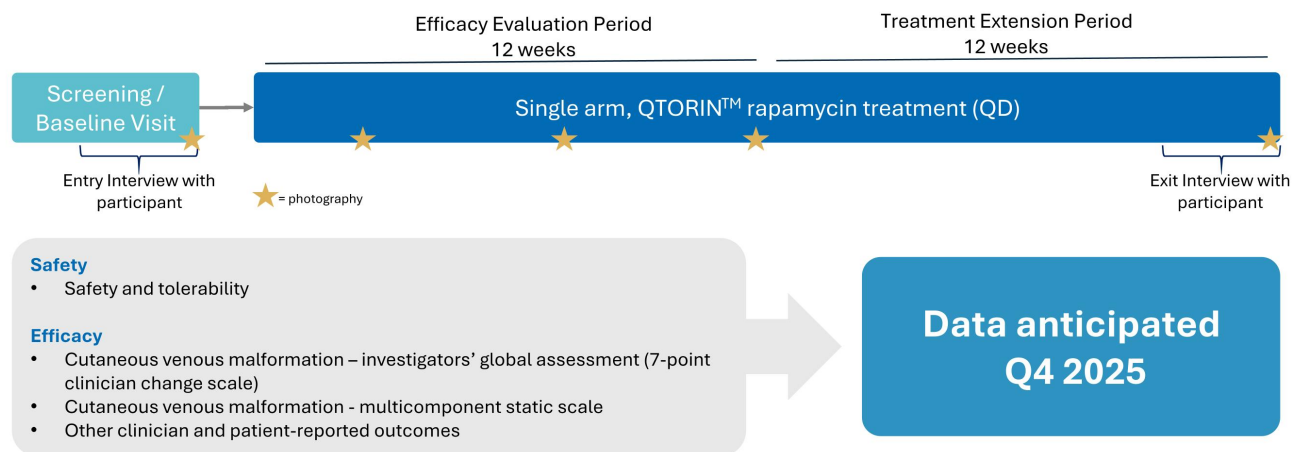 Efficacy Evaluation Period
12 weeks
Treatment Extension Period
12 weeks
Screening /
Baseline Visit
Single arm, QTORIN™ rapamycin treatment (QD)
Entry Interview with
participant
= photography
Exit Interview with
participant
Safety
• Safety and tolerability
Efficacy
• Cutaneous venous malformation – investigators’ global assessment (7-point
clinician change scale)
• Cutaneous venous malformation - multicomponent static scale
• Other clinician and patient-reported outcomes
Data anticipated
Q4 2025